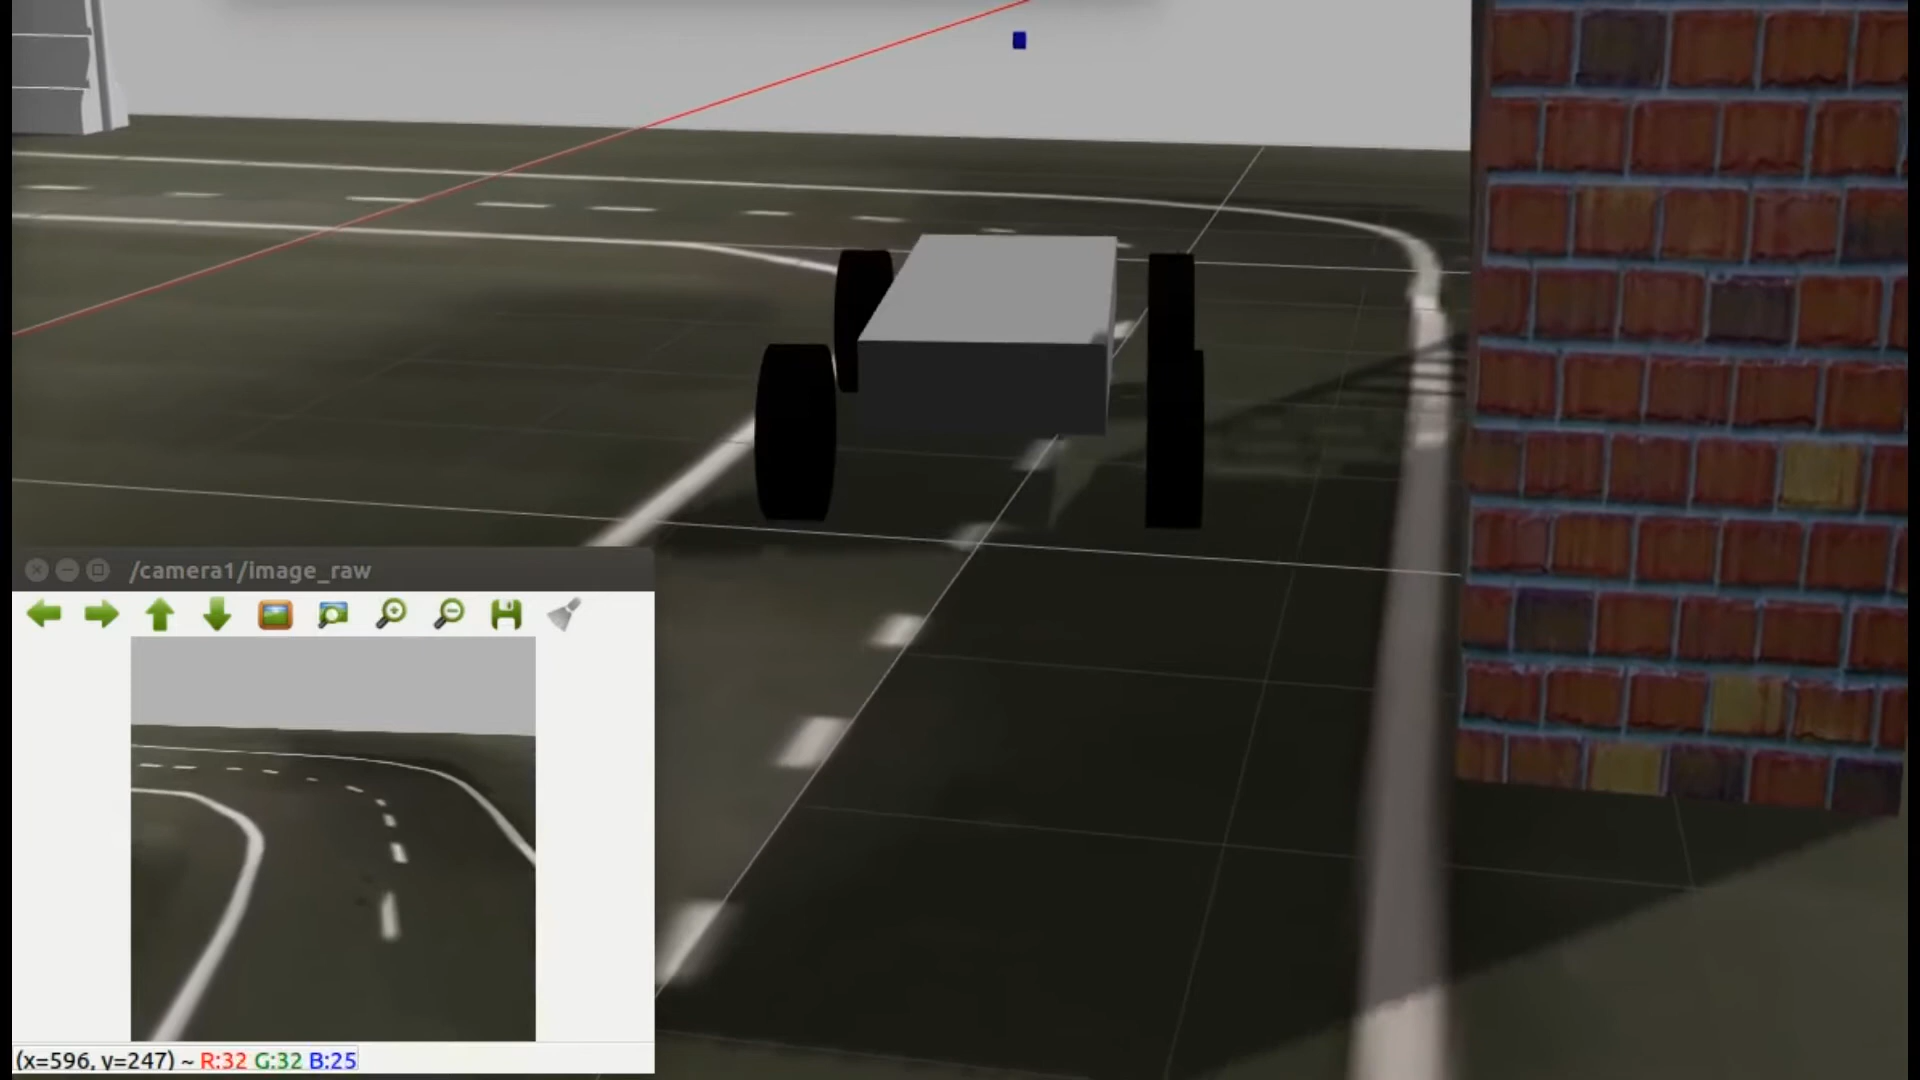 /camera1/image_raw
(x=596, y=247) ~ R:32 G:32 B:25